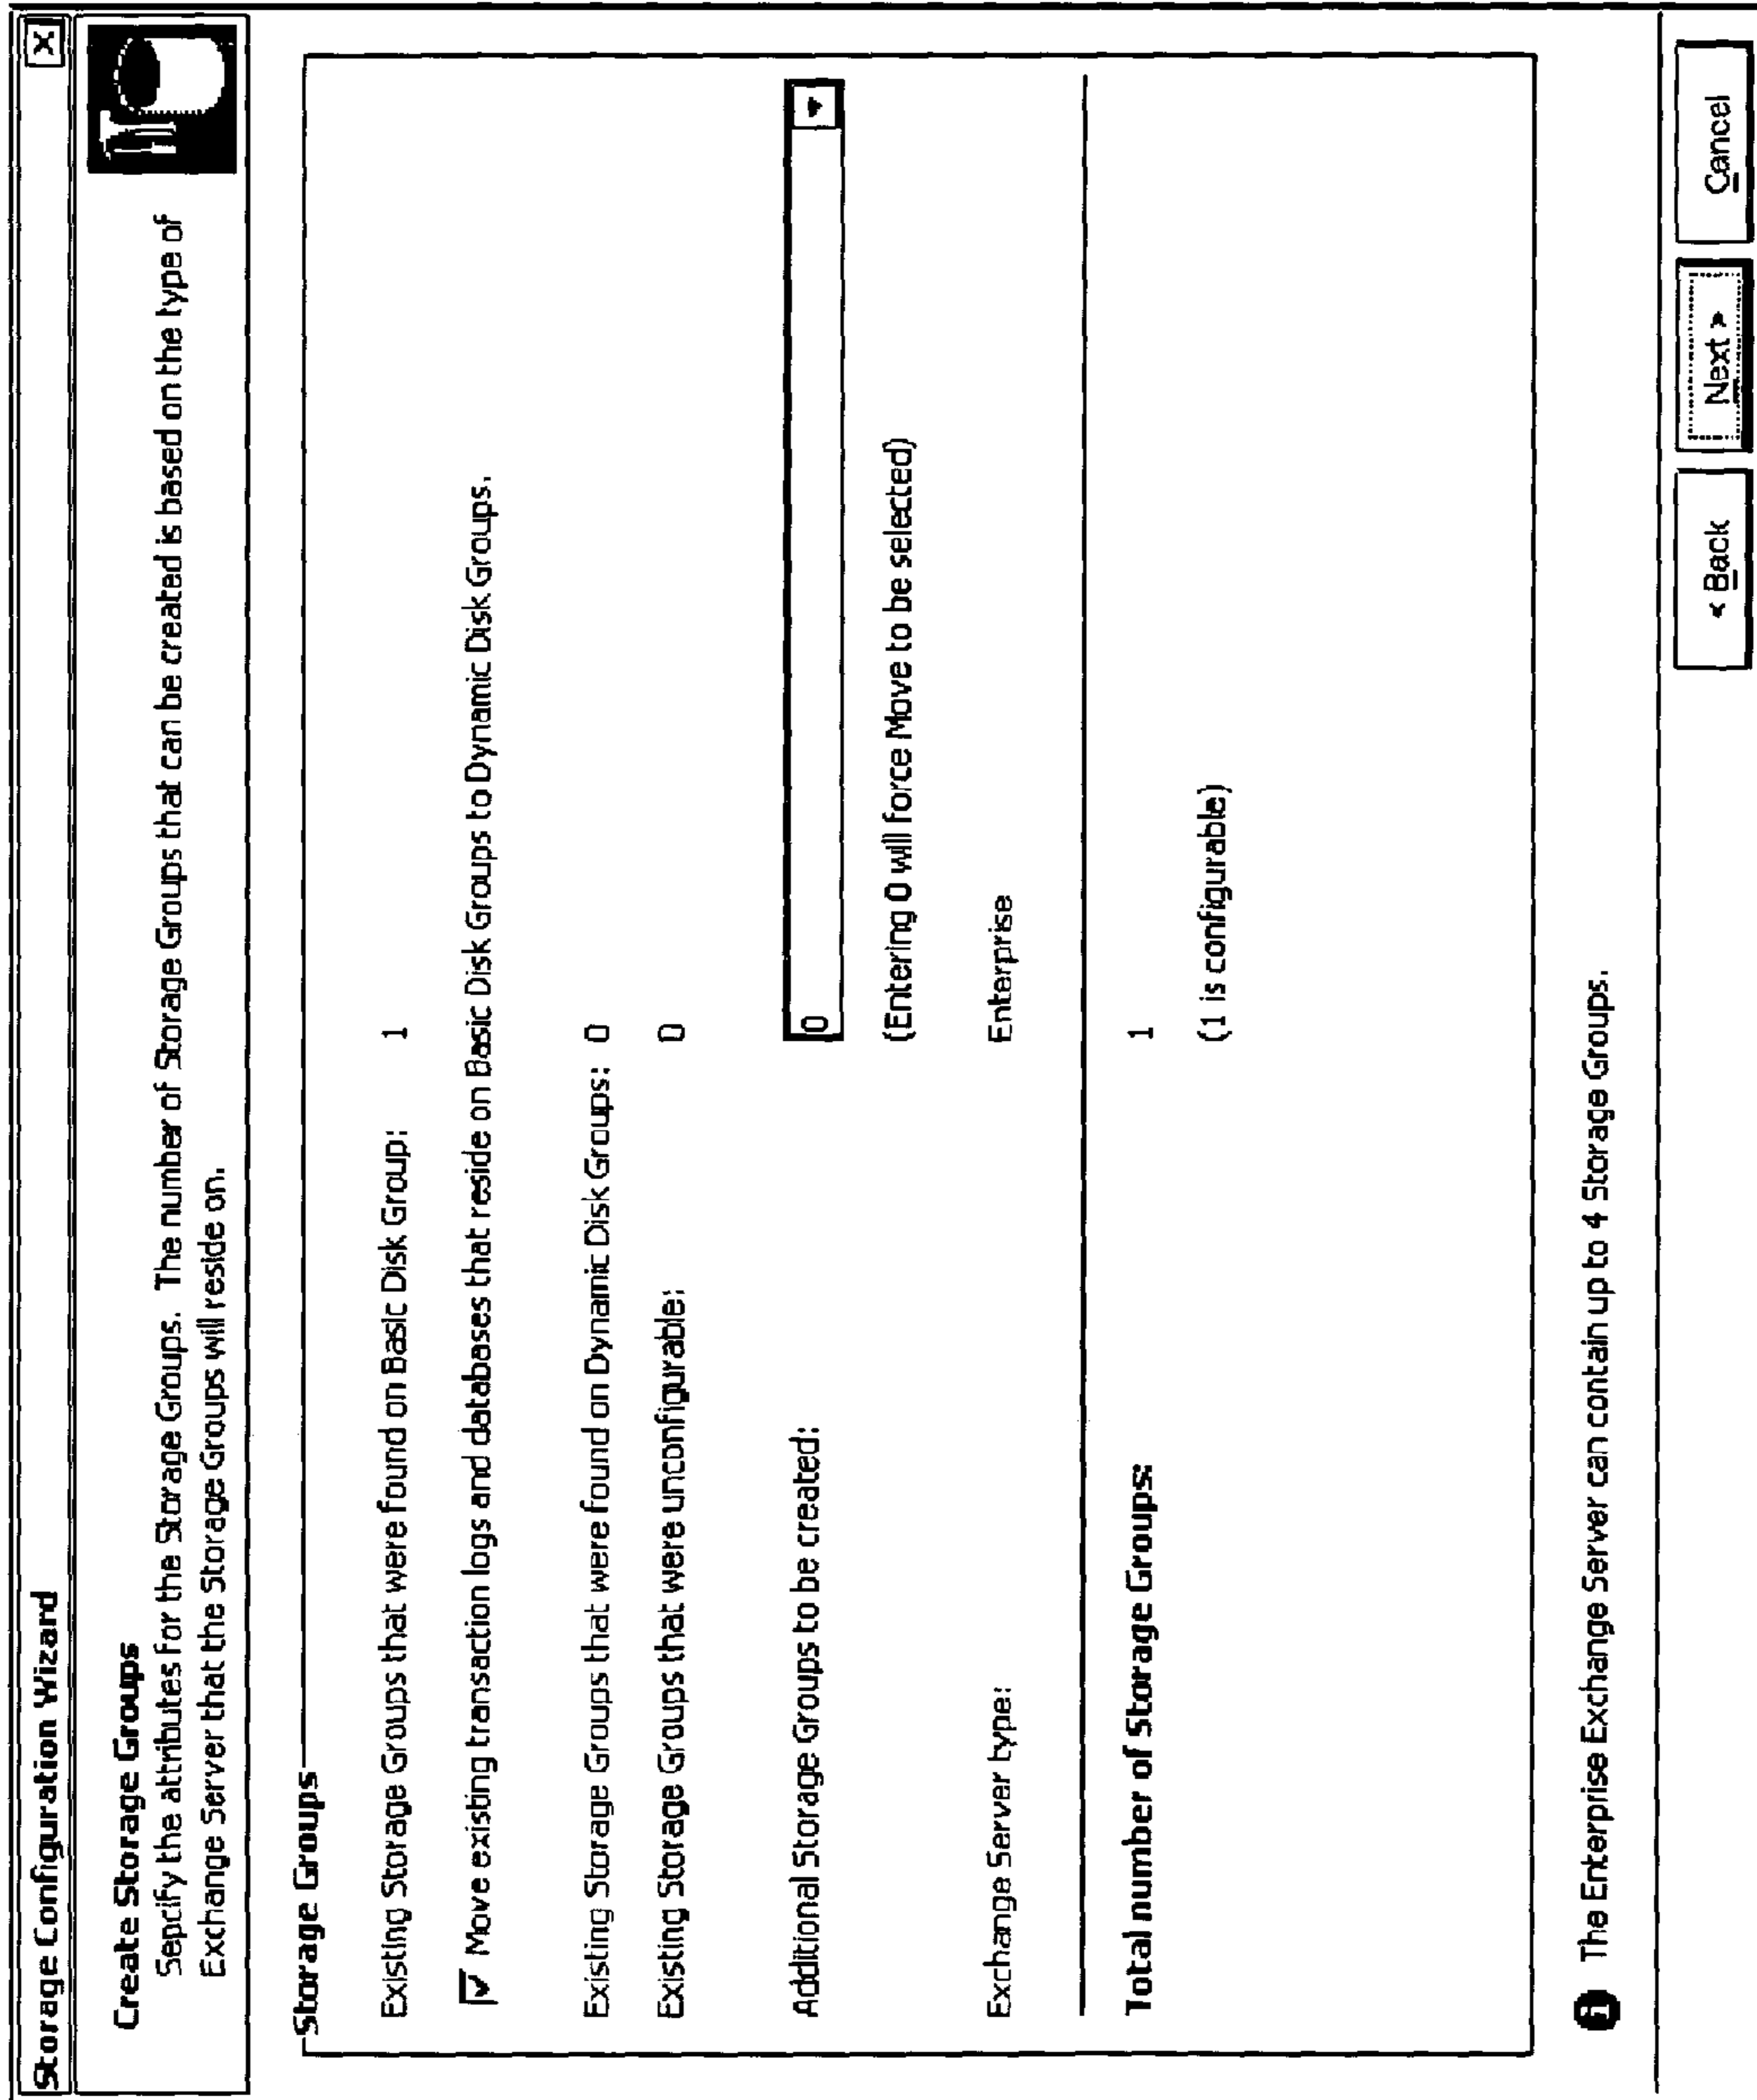 Storage Configuration Wizard
Create Storage Groups
Sepcify the attributes for the Storage Groups. The number of Storage Groups that can be created is based on the type of
Exchange Server that the Storage Groups will reside on.
Storage Groups
Existing Storage Groups that were found on Basic Disk Group: 1
Move existing transaction logs and databases that reside on Basic Disk Groups to Dynamic Disk Groups.
Existing Storage Groups that were found on Dynamic Disk Groups: 0
Existing Storage Groups that were unconfigurable: 0
Additional Storage Groups to be created: 0
(Entering 0 will force Move to be selected)
Exchange Server type: Enterprise
Total number of Storage Groups: 1
(1 is configurable)
The Enterprise Exchange Server can contain up to 4 Storage Groups.
< Back Next > Cancel